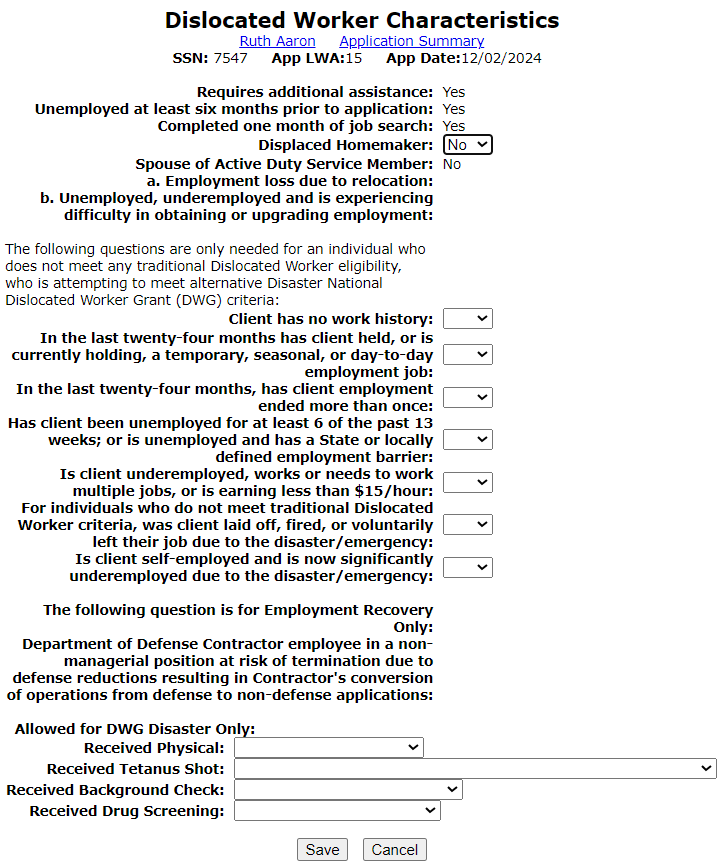 Dislocated Worker Characteristics
Ruth Aaron Application Summary
SSN: 7547 App LWA:15 App Date:12/02/2024
Requires additional assistance: Yes
Unemployed at least six months prior to application: Yes
Completed one month of job search: Yes
Displaced Homemaker: No
Spouse of Active Duty Service Member: No
a. Employment loss due to relocation:
b. Unemployed, underemployed and is experiencing
difficulty in obtaining or upgrading employment:
The following questions are only needed for an individual who
does not meet any traditional Dislocated Worker eligibility,
who is attempting to meet alternative Disaster National
Dislocated Worker Grant (DWG) criteria:
Client has no work history:
In the last twenty-four months has client held, or is
currently holding, a temporary, seasonal, or day-to-day
employment job:
In the last twenty-four months, has client employment
ended more than once:
Has client been unemployed for at least 6 of the past 13
weeks; or is unemployed and has a State or locally
defined employment barrier:
Is client underemployed, works or needs to work
multiple jobs, or is earning less than $15/hour:
For individuals who do not meet traditional Dislocated
Worker criteria, was client laid off, fired, or voluntarily
left their job due to the disaster/emergency:
Is client self-employed and is now significantly
underemployed due to the disaster/emergency:
The following question is for Employment Recovery
Only:
Department of Defense Contractor employee in a non-
managerial position at risk of termination due to
defense reductions resulting in Contractor's conversion
of operations from defense to non-defense applications:
Allowed for DWG Disaster Only:
Received Physical:
Received Tetanus Shot:
Received Background Check:
Received Drug Screening:
Save Cancel